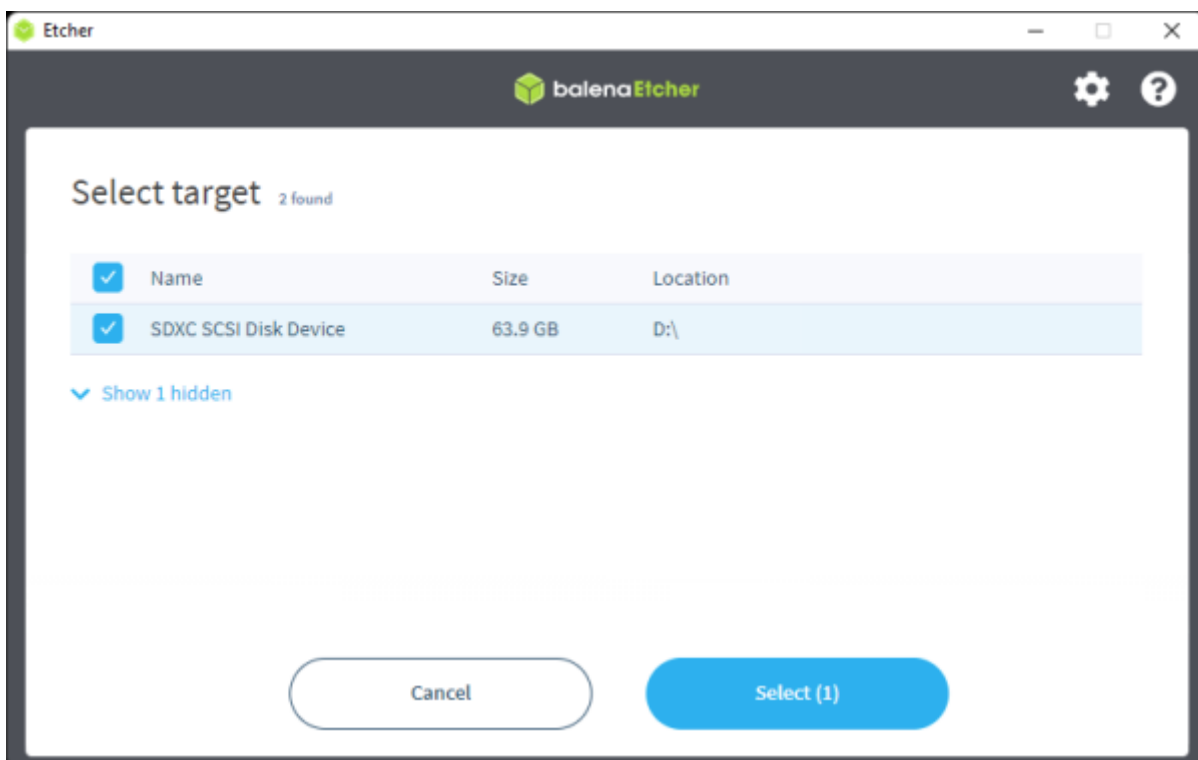 Etcher
balenaEtcher
Select target 2 found
Name Size Location
SDXC SCSI Disk Device 63.9 GB D:\
Show 1 hidden
Cancel Select (1)